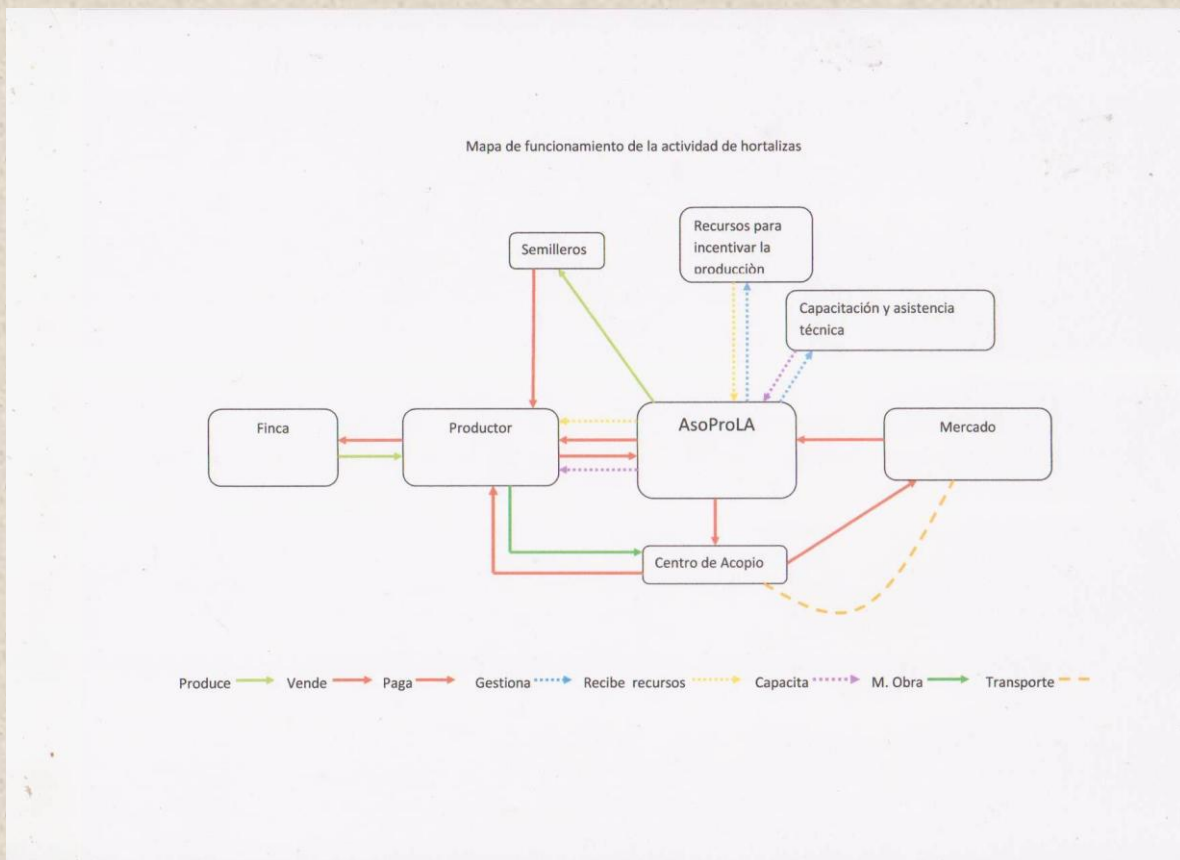 Mapa de funcionamiento de la actividad de hortalizas
Semilleros
Recursos para
incentivar la
producciòn
Capacitación y asistencia
técnica
Finca
Productor
AsoProLA
Mercado
Centro de Acopio
Produce Vende Paga Gestiona Recibe recursos Capacita M. Obra Transporte